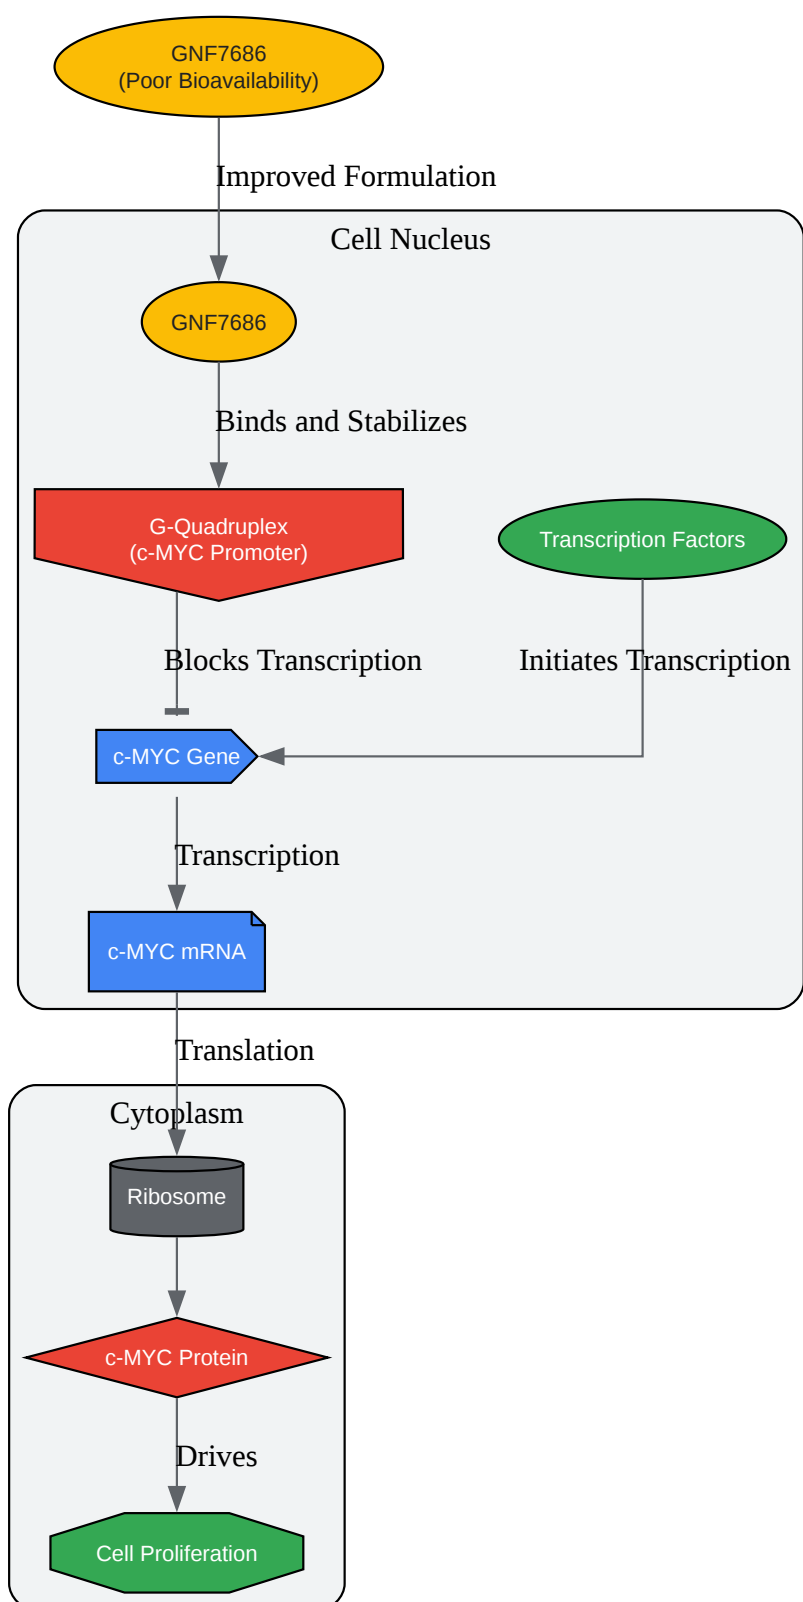 GNF7686
(Poor Bioavailability)
Improved Formulation
Cell Nucleus
GNF7686
Binds and Stabilizes
G-Quadruplex
(c-MYC Promoter)
Transcription Factors
Blocks Transcription
Initiates Transcription
c-MYC Gene
Transcription
c-MYC mRNA
Translation
Cytoplasm
Ribosome
c-MYC Protein
Drives
Cell Proliferation